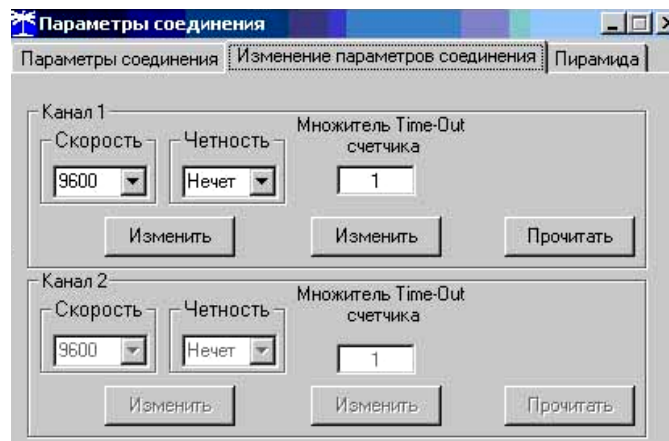 Параметры соединения
Параметры соединения Изменение параметров соединения Пирамида
Канал 1
Скорость Четность Множитель Time-Out
счетчика
9600 Нечет 1
Изменить Изменить Прочитать
Канал 2
Скорость Четность Множитель Time-Out
счетчика
9600 Нечет 1
Изменить Изменить Прочитать